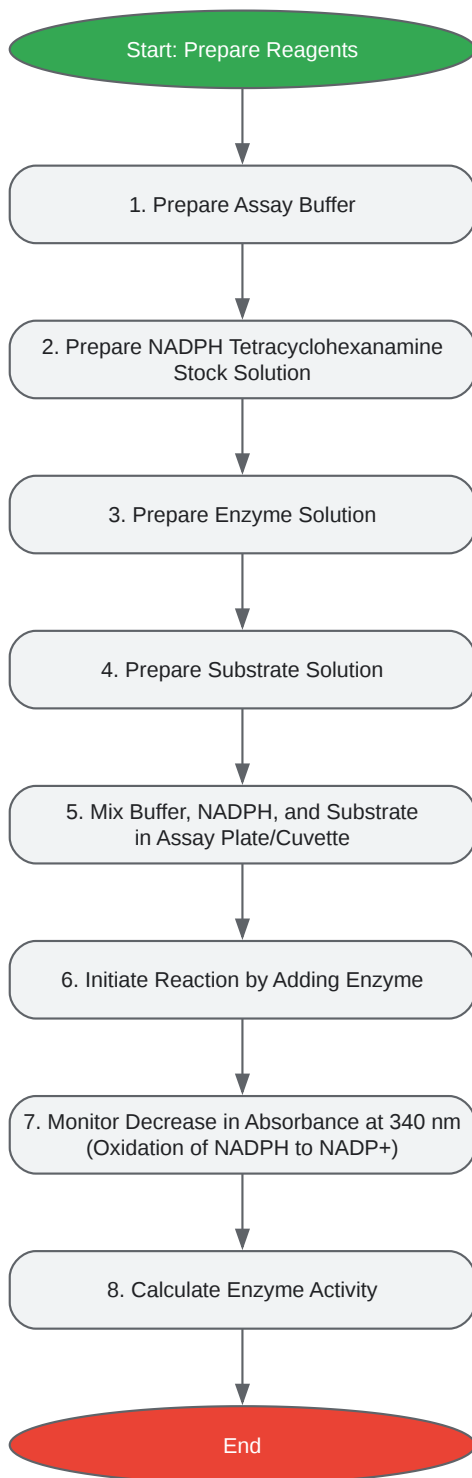 Start: Prepare Reagents
1. Prepare Assay Buffer
2. Prepare NADPH Tetracyclohexanamine
Stock Solution
3. Prepare Enzyme Solution
4. Prepare Substrate Solution
5. Mix Buffer, NADPH, and Substrate
in Assay Plate/Cuvette
6. Initiate Reaction by Adding Enzyme
7. Monitor Decrease in Absorbance at 340 nm
(Oxidation of NADPH to NADP+)
8. Calculate Enzyme Activity
End